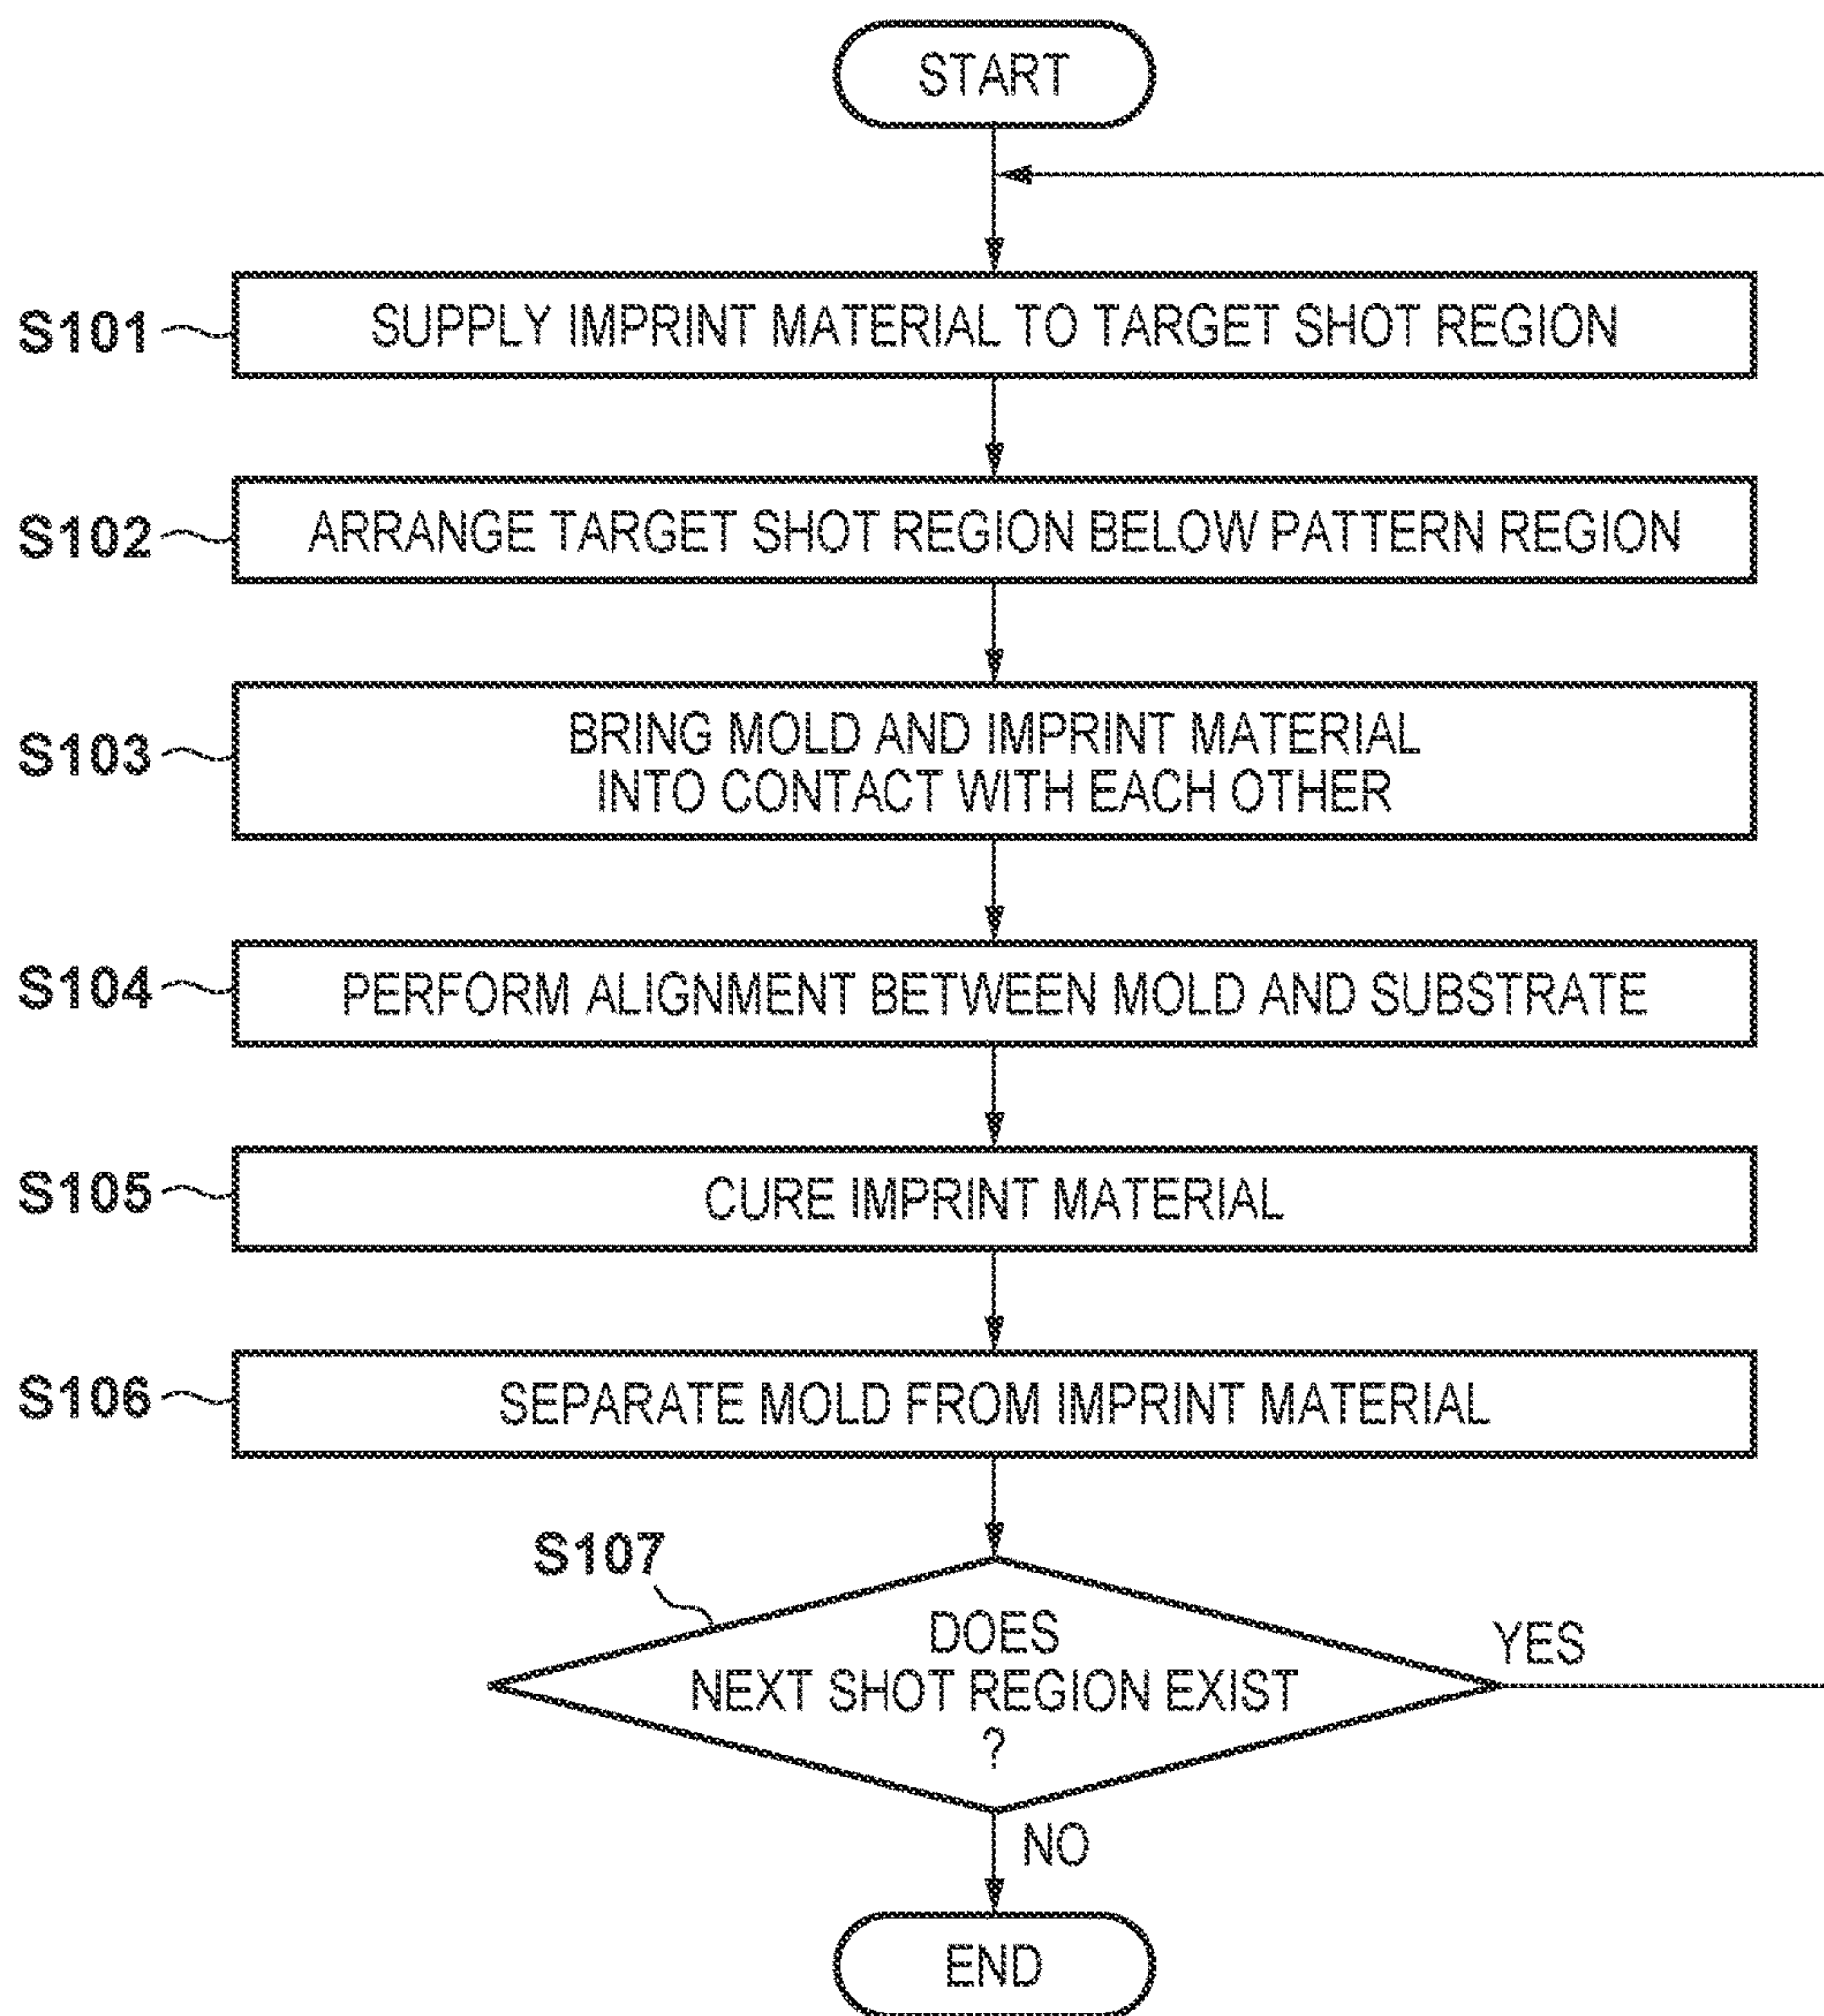 START
S101
SUPPLY IMPRINT MATERIAL TO TARGET SHOT REGION
S102
ARRANGE TARGET SHOT REGION BELOW PATTERN REGION
S103
BRING MOLD AND IMPRINT MATERIAL
INTO CONTACT WITH EACH OTHER
S104
PERFORM ALIGNMENT BETWEEN MOLD AND SUBSTRATE
S105
CURE IMPRINT MATERIAL
S106
SEPARATE MOLD FROM IMPRINT MATERIAL
S107
DOES
NEXT SHOT REGION EXIST
?
YES
NO
END